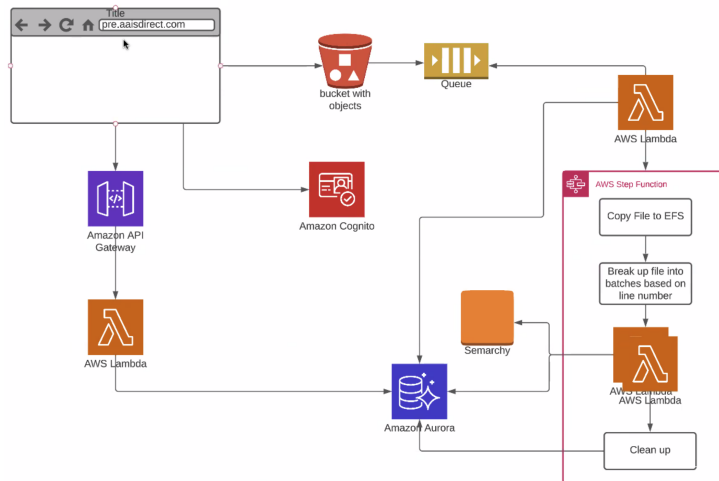 Title
pre.aaisdirect.com
bucket with
objects
Queue
AWS Lambda
AWS Step Function
Amazon API
Gateway
Amazon Cognito
Copy File to EFS
Break up file into
batches based on
line number
AWS Lambda
Semarchy
AWS Lambda
AWS Lambda
Amazon Aurora
Clean up